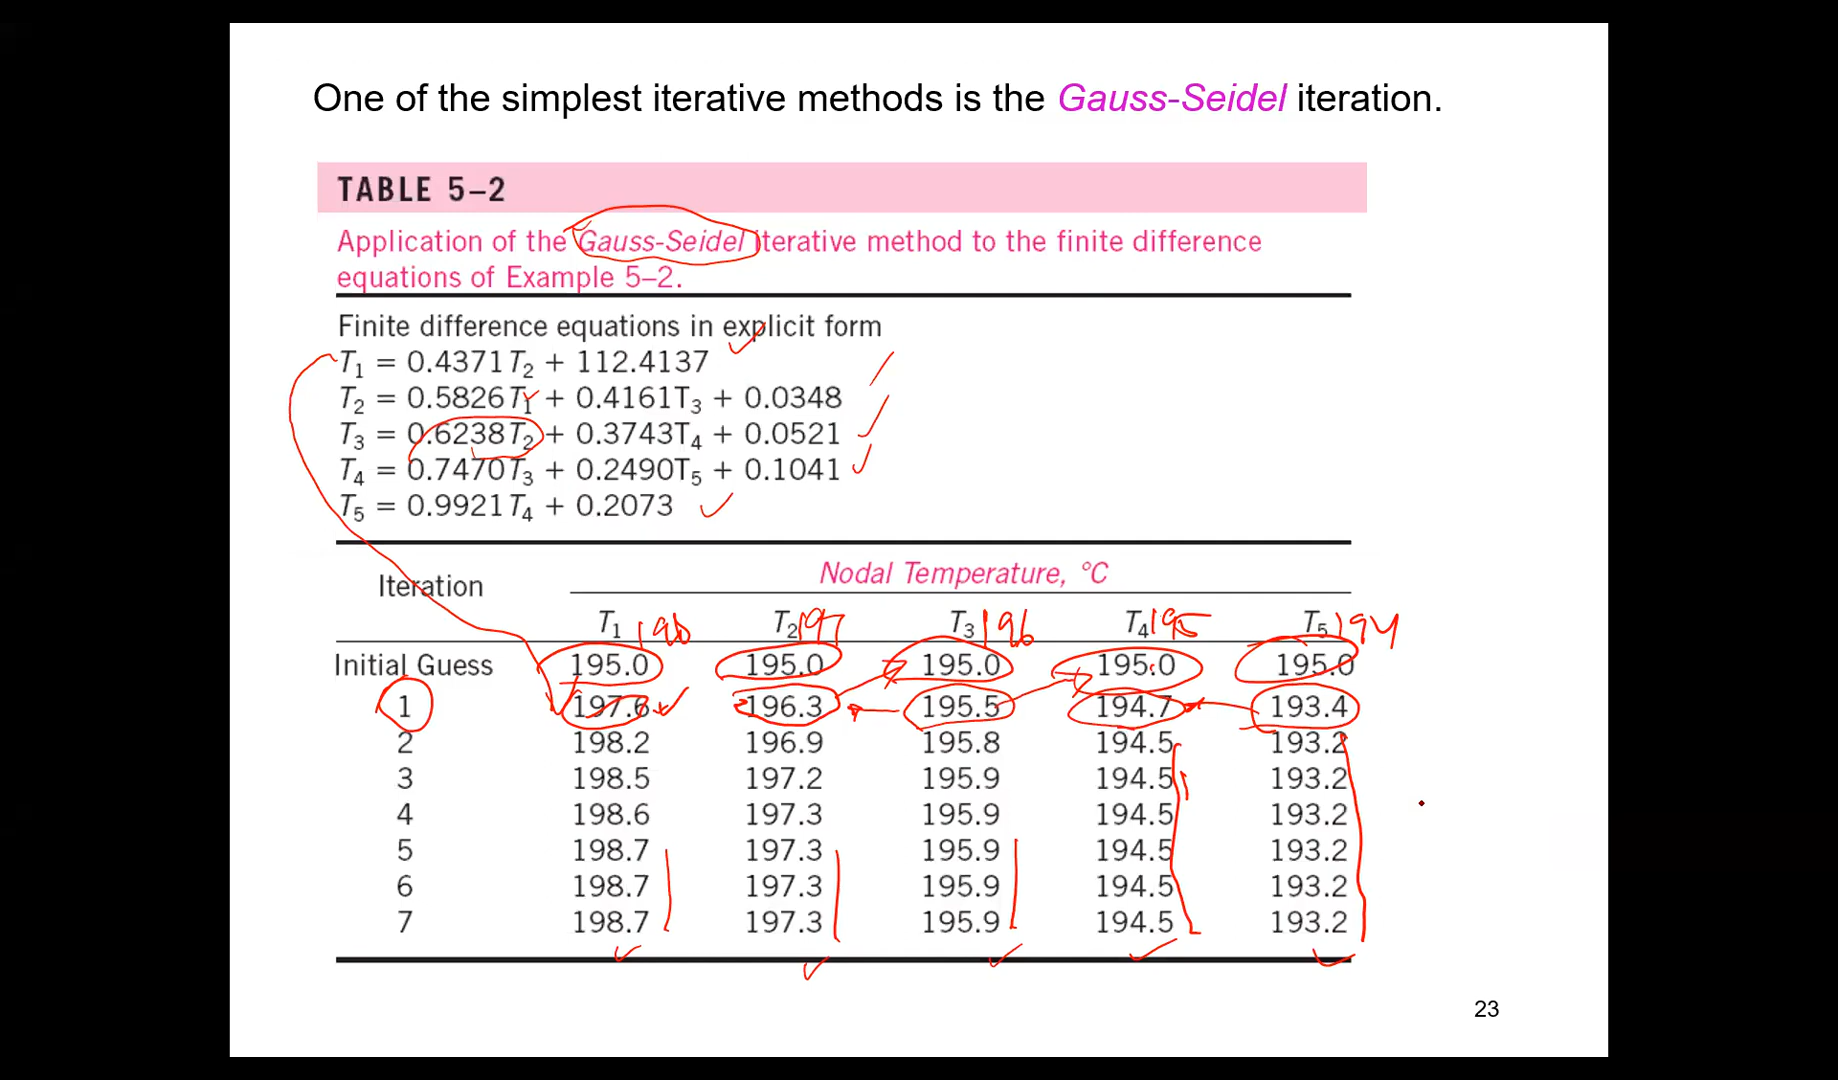 One of the simplest iterative methods is the Gauss-Seidel iteration.
TABLE 5–2
Application of the Gauss-Seidel iterative method to the finite difference
equations of Example 5–2.
Finite difference equations in explicit form
T₁ = 0.4371T₂ + 112.4137
T₂ = 0.5826T₁ + 0.4161T₃ + 0.0348
T₃ = 0.6238T₂ + 0.3743T₄ + 0.0521
T₄ = 0.7470T₃ + 0.2490T₅ + 0.1041
T₅ = 0.9921T₄ + 0.2073
Nodal Temperature, °C
Iteration
T₁ T₂ 197 T₃ 196 T₄ 195 T₅ 194
Initial Guess 195.0 195.0 195.0 195.0 195.0
1 197.6 196.3 195.5 194.7 193.4
2 198.2 196.9 195.8 194.5 193.2
3 198.5 197.2 195.9 194.5 193.2
4 198.6 197.3 195.9 194.5 193.2
5 198.7 197.3 195.9 194.5 193.2
6 198.7 197.3 195.9 194.5 193.2
7 198.7 197.3 195.9 194.5 193.2
23